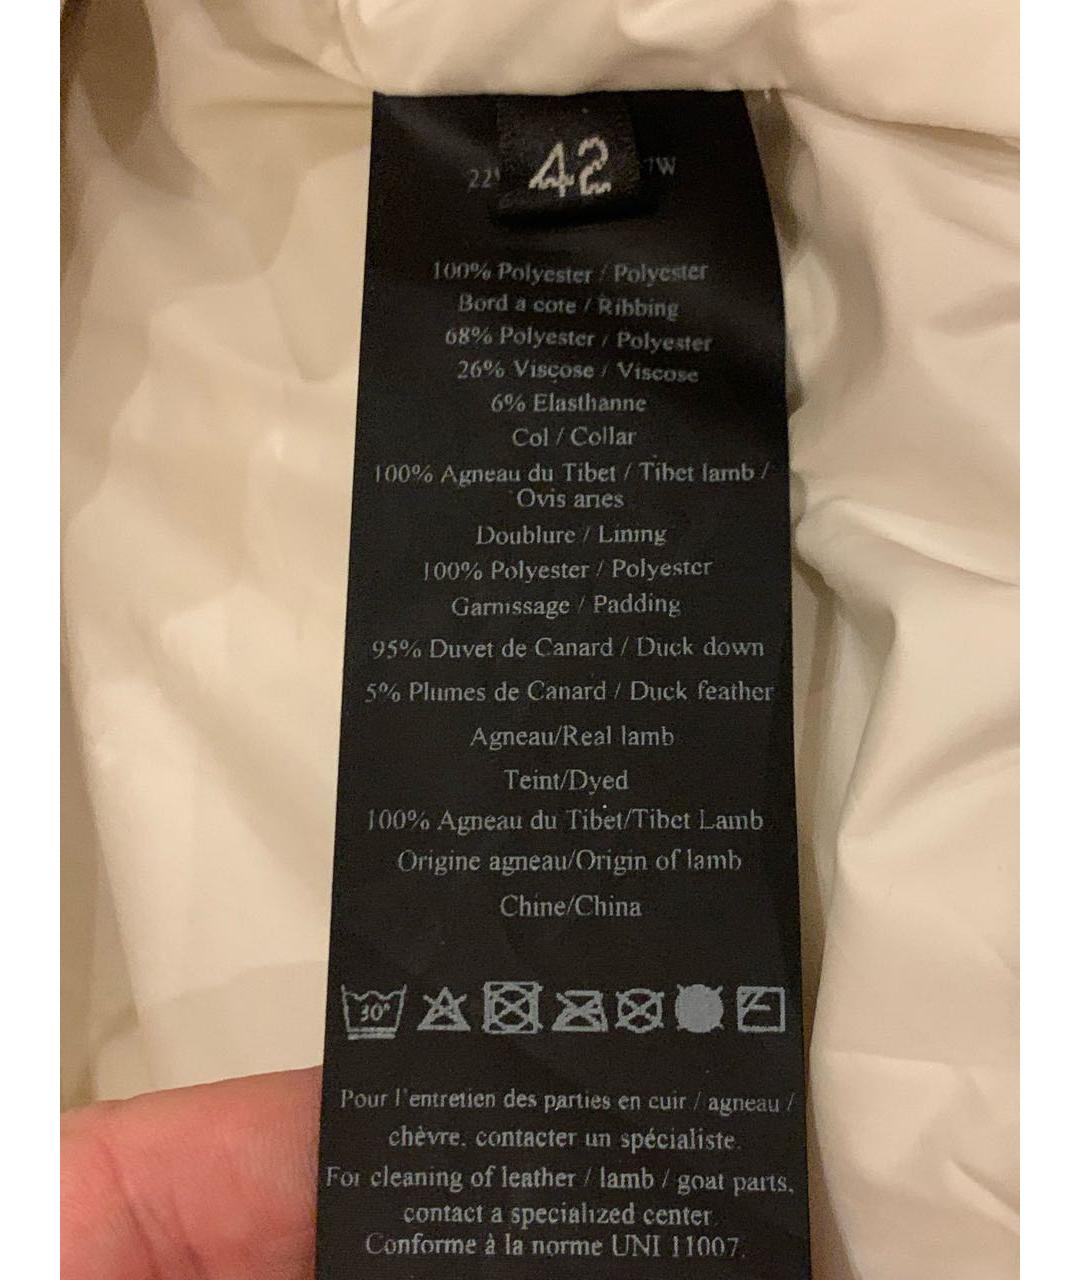 42
22
7W
100% Polyester / Polyester
Bord a cote / Ribbing
68% Polyester / Polyester
26% Viscose / Viscose
6% Elasthanne
Col / Collar
100% Agneau du Tibet / Tibet lamb /
Ovis aries
Doublure / Lining
100% Polyester / Polyester
Garnissage / Padding
95% Duvet de Canard / Duck down
5% Plumes de Canard / Duck feather
Agneau/Real lamb
Teint/Dyed
100% Agneau du Tibet/Tibet Lamb
Origine agneau/Origin of lamb
Chine/China
30°
Pour l'entretien des parties en cuir / agneau /
chèvre, contacter un spécialiste.
For cleaning of leather / lamb / goat parts,
contact a specialized center.
Conforme à la norme UNI 11007.